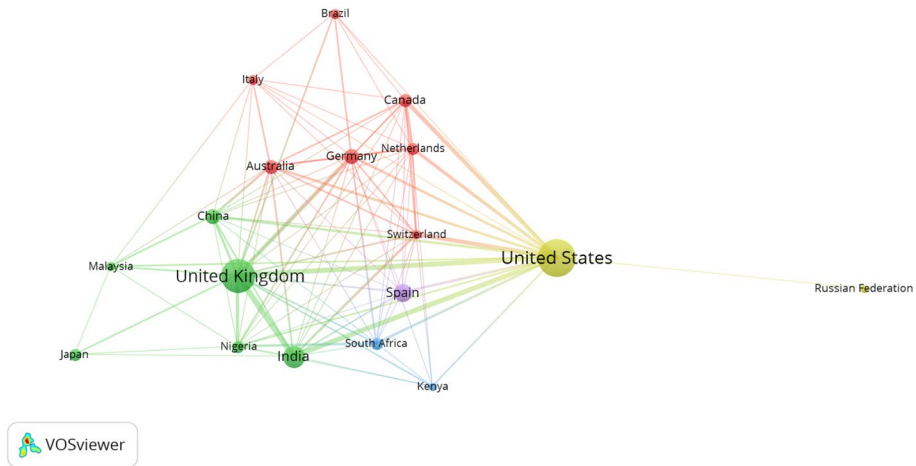 Brazil
Italy
Canada
Netherlands
Germany
Australia
China
Switzerland
United States
Malaysia
United Kingdom
Russian Federation
Spain
South Africa
Nigeria
Japan
India
Kenya
VOSviewer